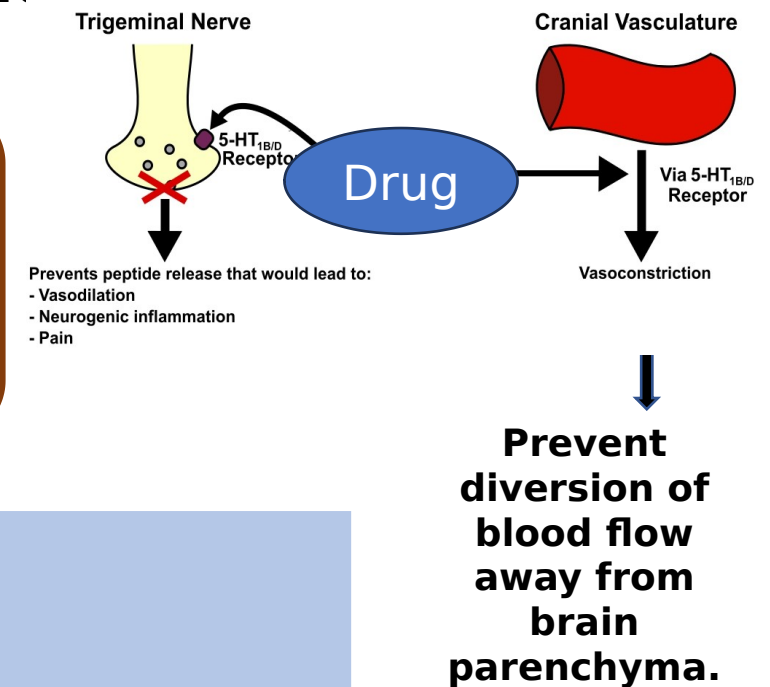 Trigeminal Nerve
Cranial Vasculature
5-HT1B/D
Receptor
Drug
Via 5-HT1B/D
Receptor
Prevents peptide release that would lead to:
- Vasodilation
- Neurogenic inflammation
- Pain
Vasoconstriction
Prevent
diversion of
blood flow
away from
brain
parenchyma.